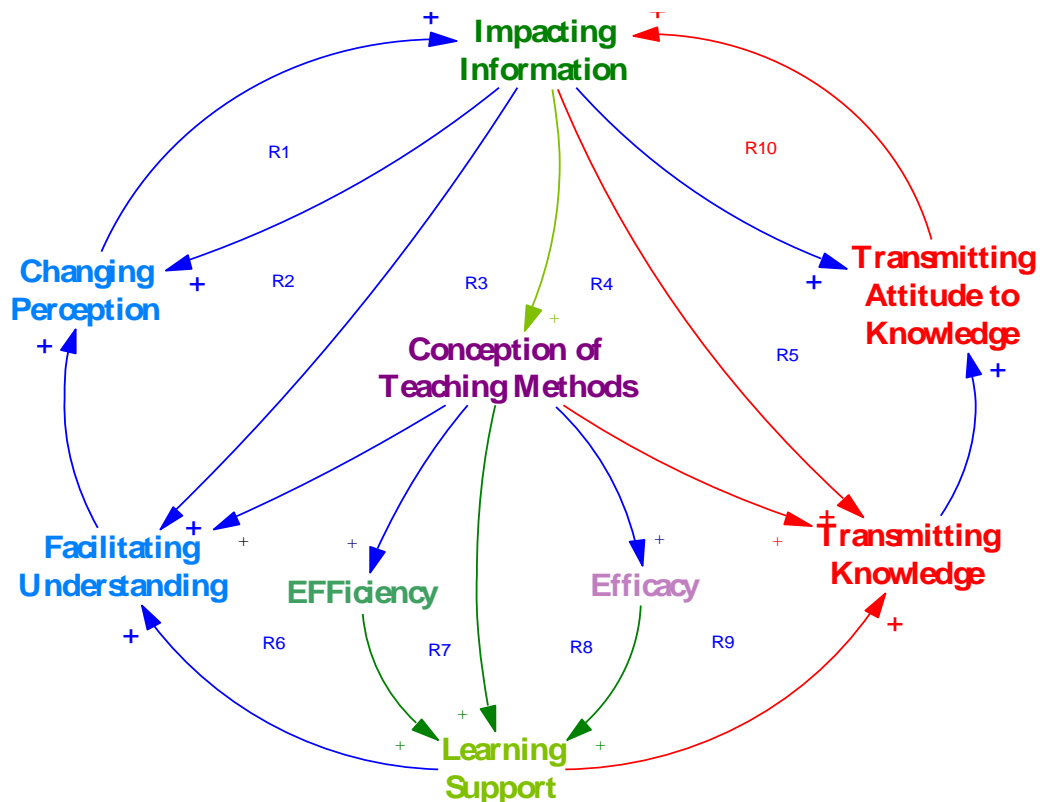 +
+
Impacting
Information
R1
R10
Changing
Perception
+
R2
R3
R4
+
Transmitting
Attitude to
Knowledge
+
+
Conception of
Teaching Methods
R5
+
Facilitating
Understanding
+
+
+
EFFiciency
+
Efficacy
+
+
Transmitting
Knowledge
+
R6
R7
R8
R9
+
+
+
+
+
Learning
Support